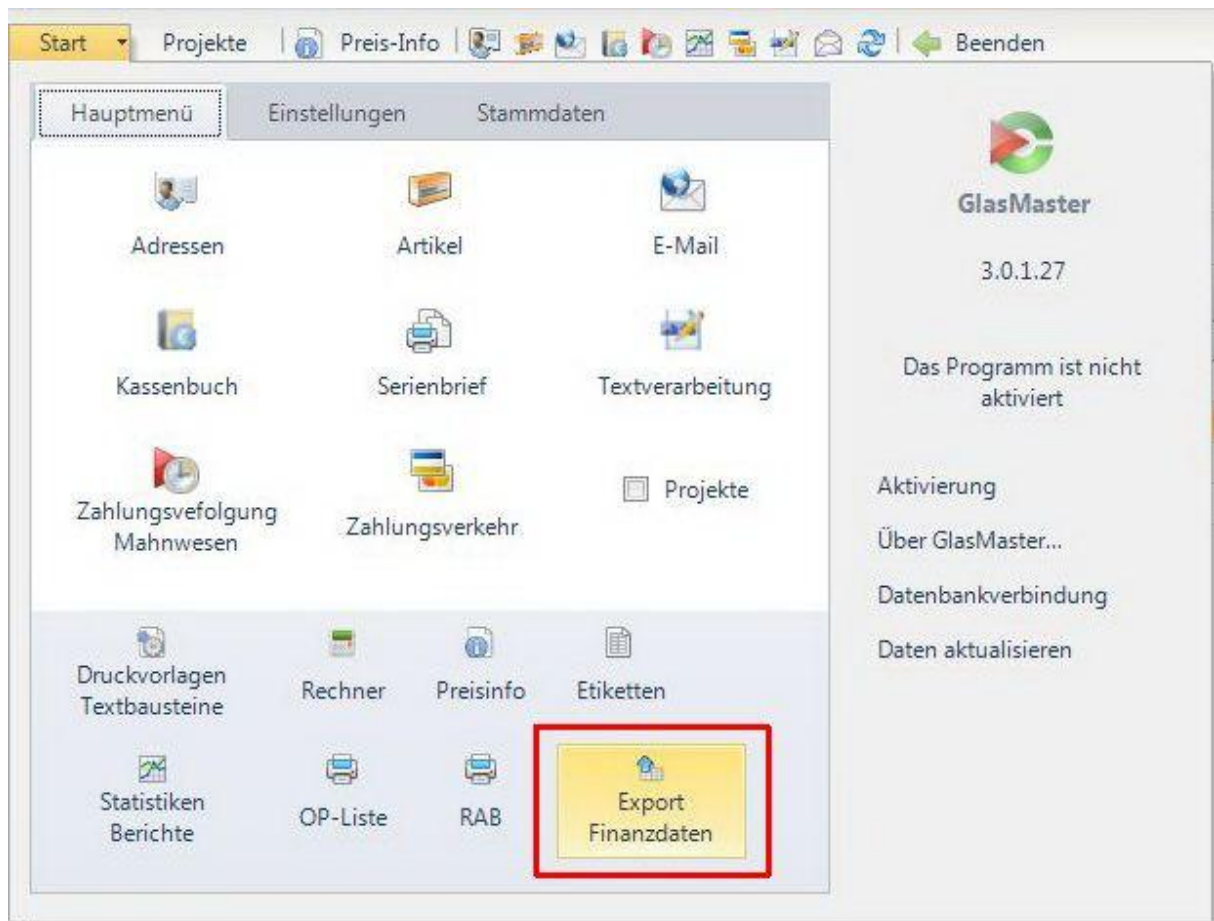 Start Projekte Preis-Info Beenden
Hauptmenü Einstellungen Stammdaten
Adressen Artikel E-Mail
Kassenbuch Serienbrief Textverarbeitung
Zahlungsvefolgung
Mahnwesen
Zahlungsverkehr
Projekte
Druckvorlagen
Textbausteine
Rechner Preisinfo Etiketten
Statistiken
Berichte
OP-Liste RAB
Export
Finanzdaten
GlasMaster
3.0.1.27
Das Programm ist nicht
aktiviert
Aktivierung
Über GlasMaster...
Datenbankverbindung
Daten aktualisieren